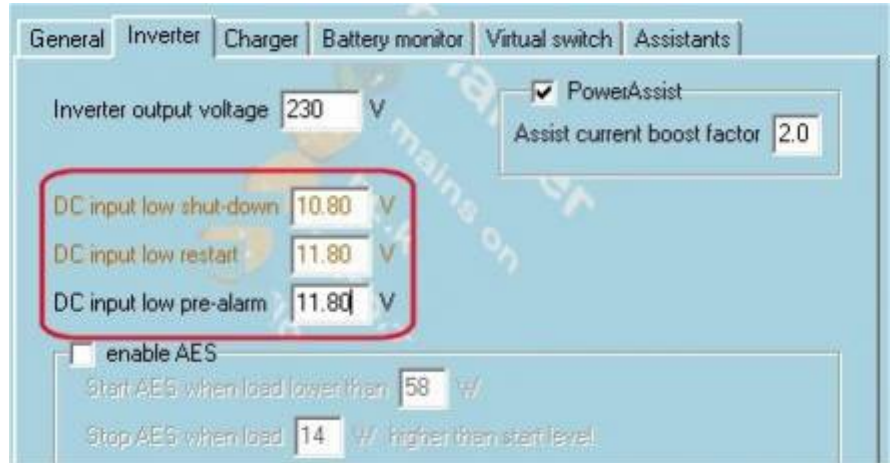 General Inverter Charger Battery monitor Virtual switch Assistants
Inverter output voltage 230 V
PowerAssist
Assist current boost factor 2.0
DC input low shut-down 10.80 V
DC input low restart 11.80 V
DC input low pre-alarm 11.80 V
enable AES
Start AES when load lower than 58 W
Stop AES when load 14 W higher than start level
mains on